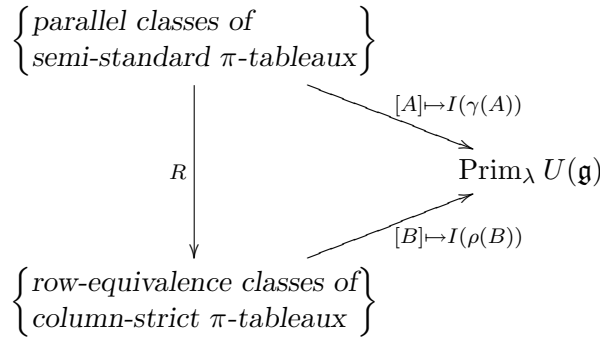 {parallel classes of
semi-standard π-tableaux}
[A]↦I(γ(A))
R
Prim_λ U(𝔤)
[B]↦I(ρ(B))
{row-equivalence classes of
column-strict π-tableaux}